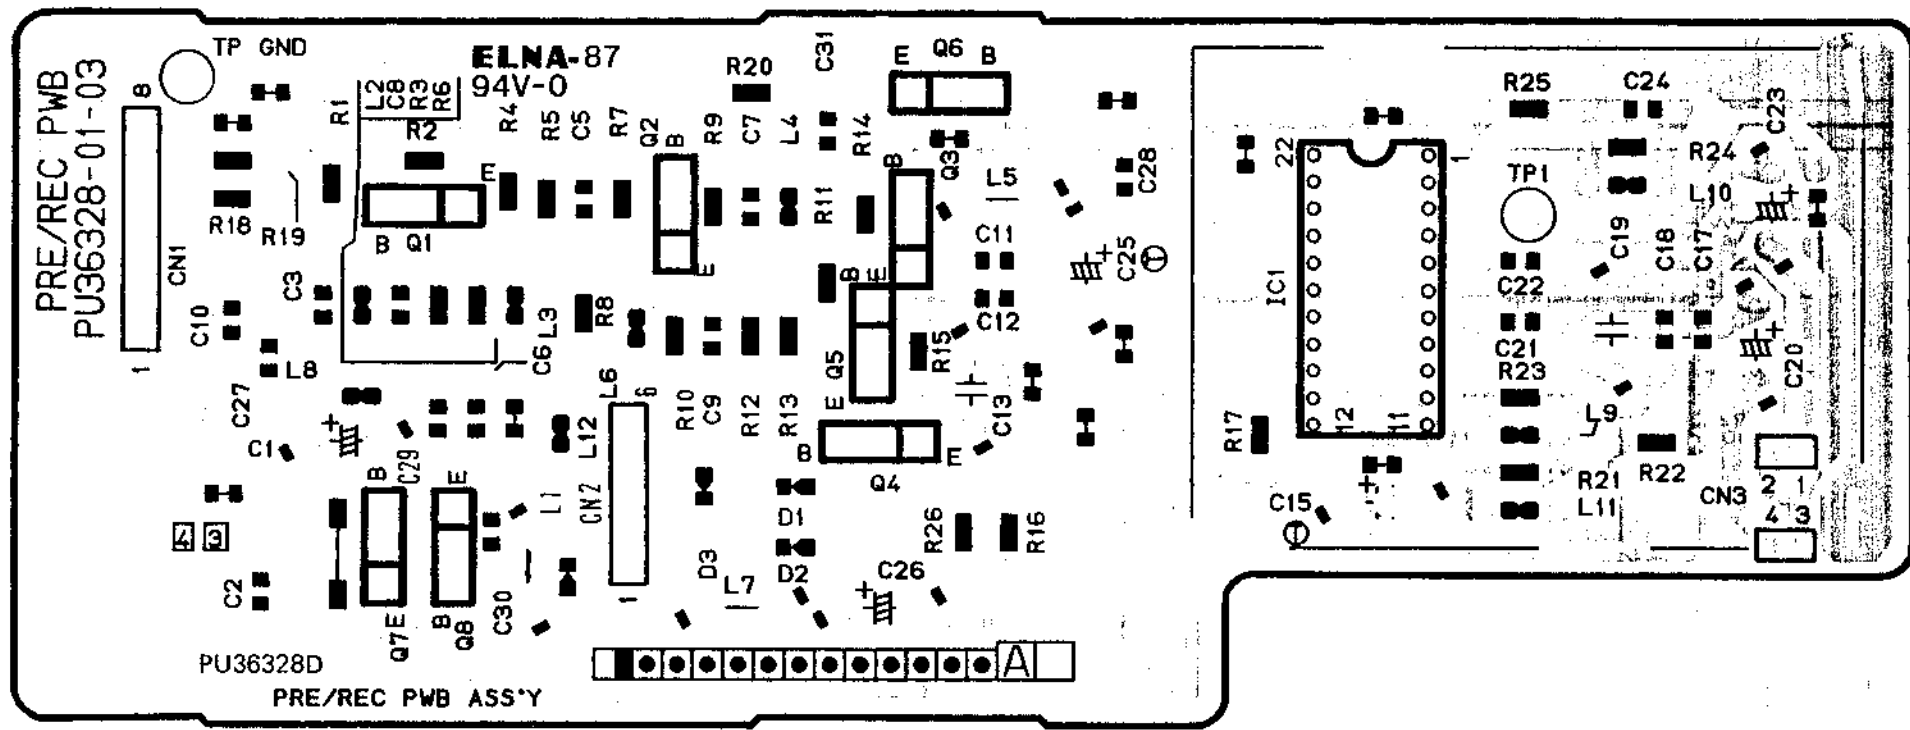 PRE/REC PWB
PU36328-01-03
8
CN1
1
TP GND
ELNA-87
94V-0
R1
L2
C8
R3
R6
R2
R4
R5
C5
R7
Q2
B
E
R9
C7
L4
R20
C31
R14
R11
E
Q6
B
Q3
B
E
L5
C28
R18
R19
B
Q1
E
C3
C10
L8
C27
C1
L3
C6
R8
L6
6
CN2
1
L12
R10
C9
R12
R13
B
Q5
E
R15
C11
C12
C25
C13
B
Q4
E
C29
B
Q7
E
E
B
Q8
C30
L1
C2
4
3
D1
D2
D3
L7
C26
R26
R16
A
PU36328D
PRE/REC PWB ASS'Y
22
1
IC1
12
11
R17
C15
R25
C24
C23
R24
TP1
L10
C19
C18
C17
C22
C21
R23
C20
L9
R22
R21
L11
CN3
2
1
4
3